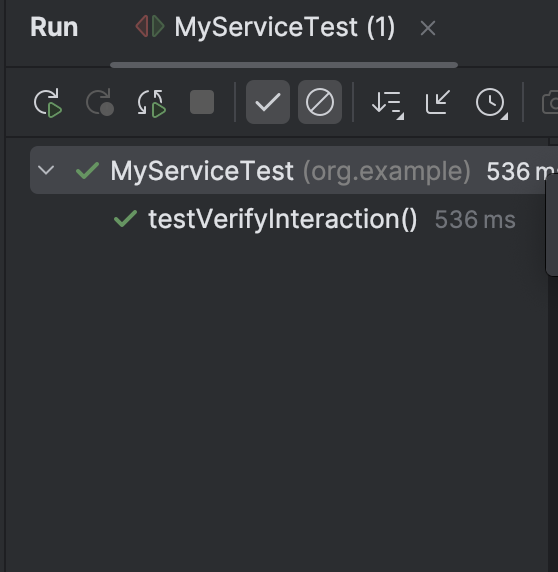 Run MyServiceTest (1)
MyServiceTest (org.example) 536 m
testVerifyInteraction() 536 ms